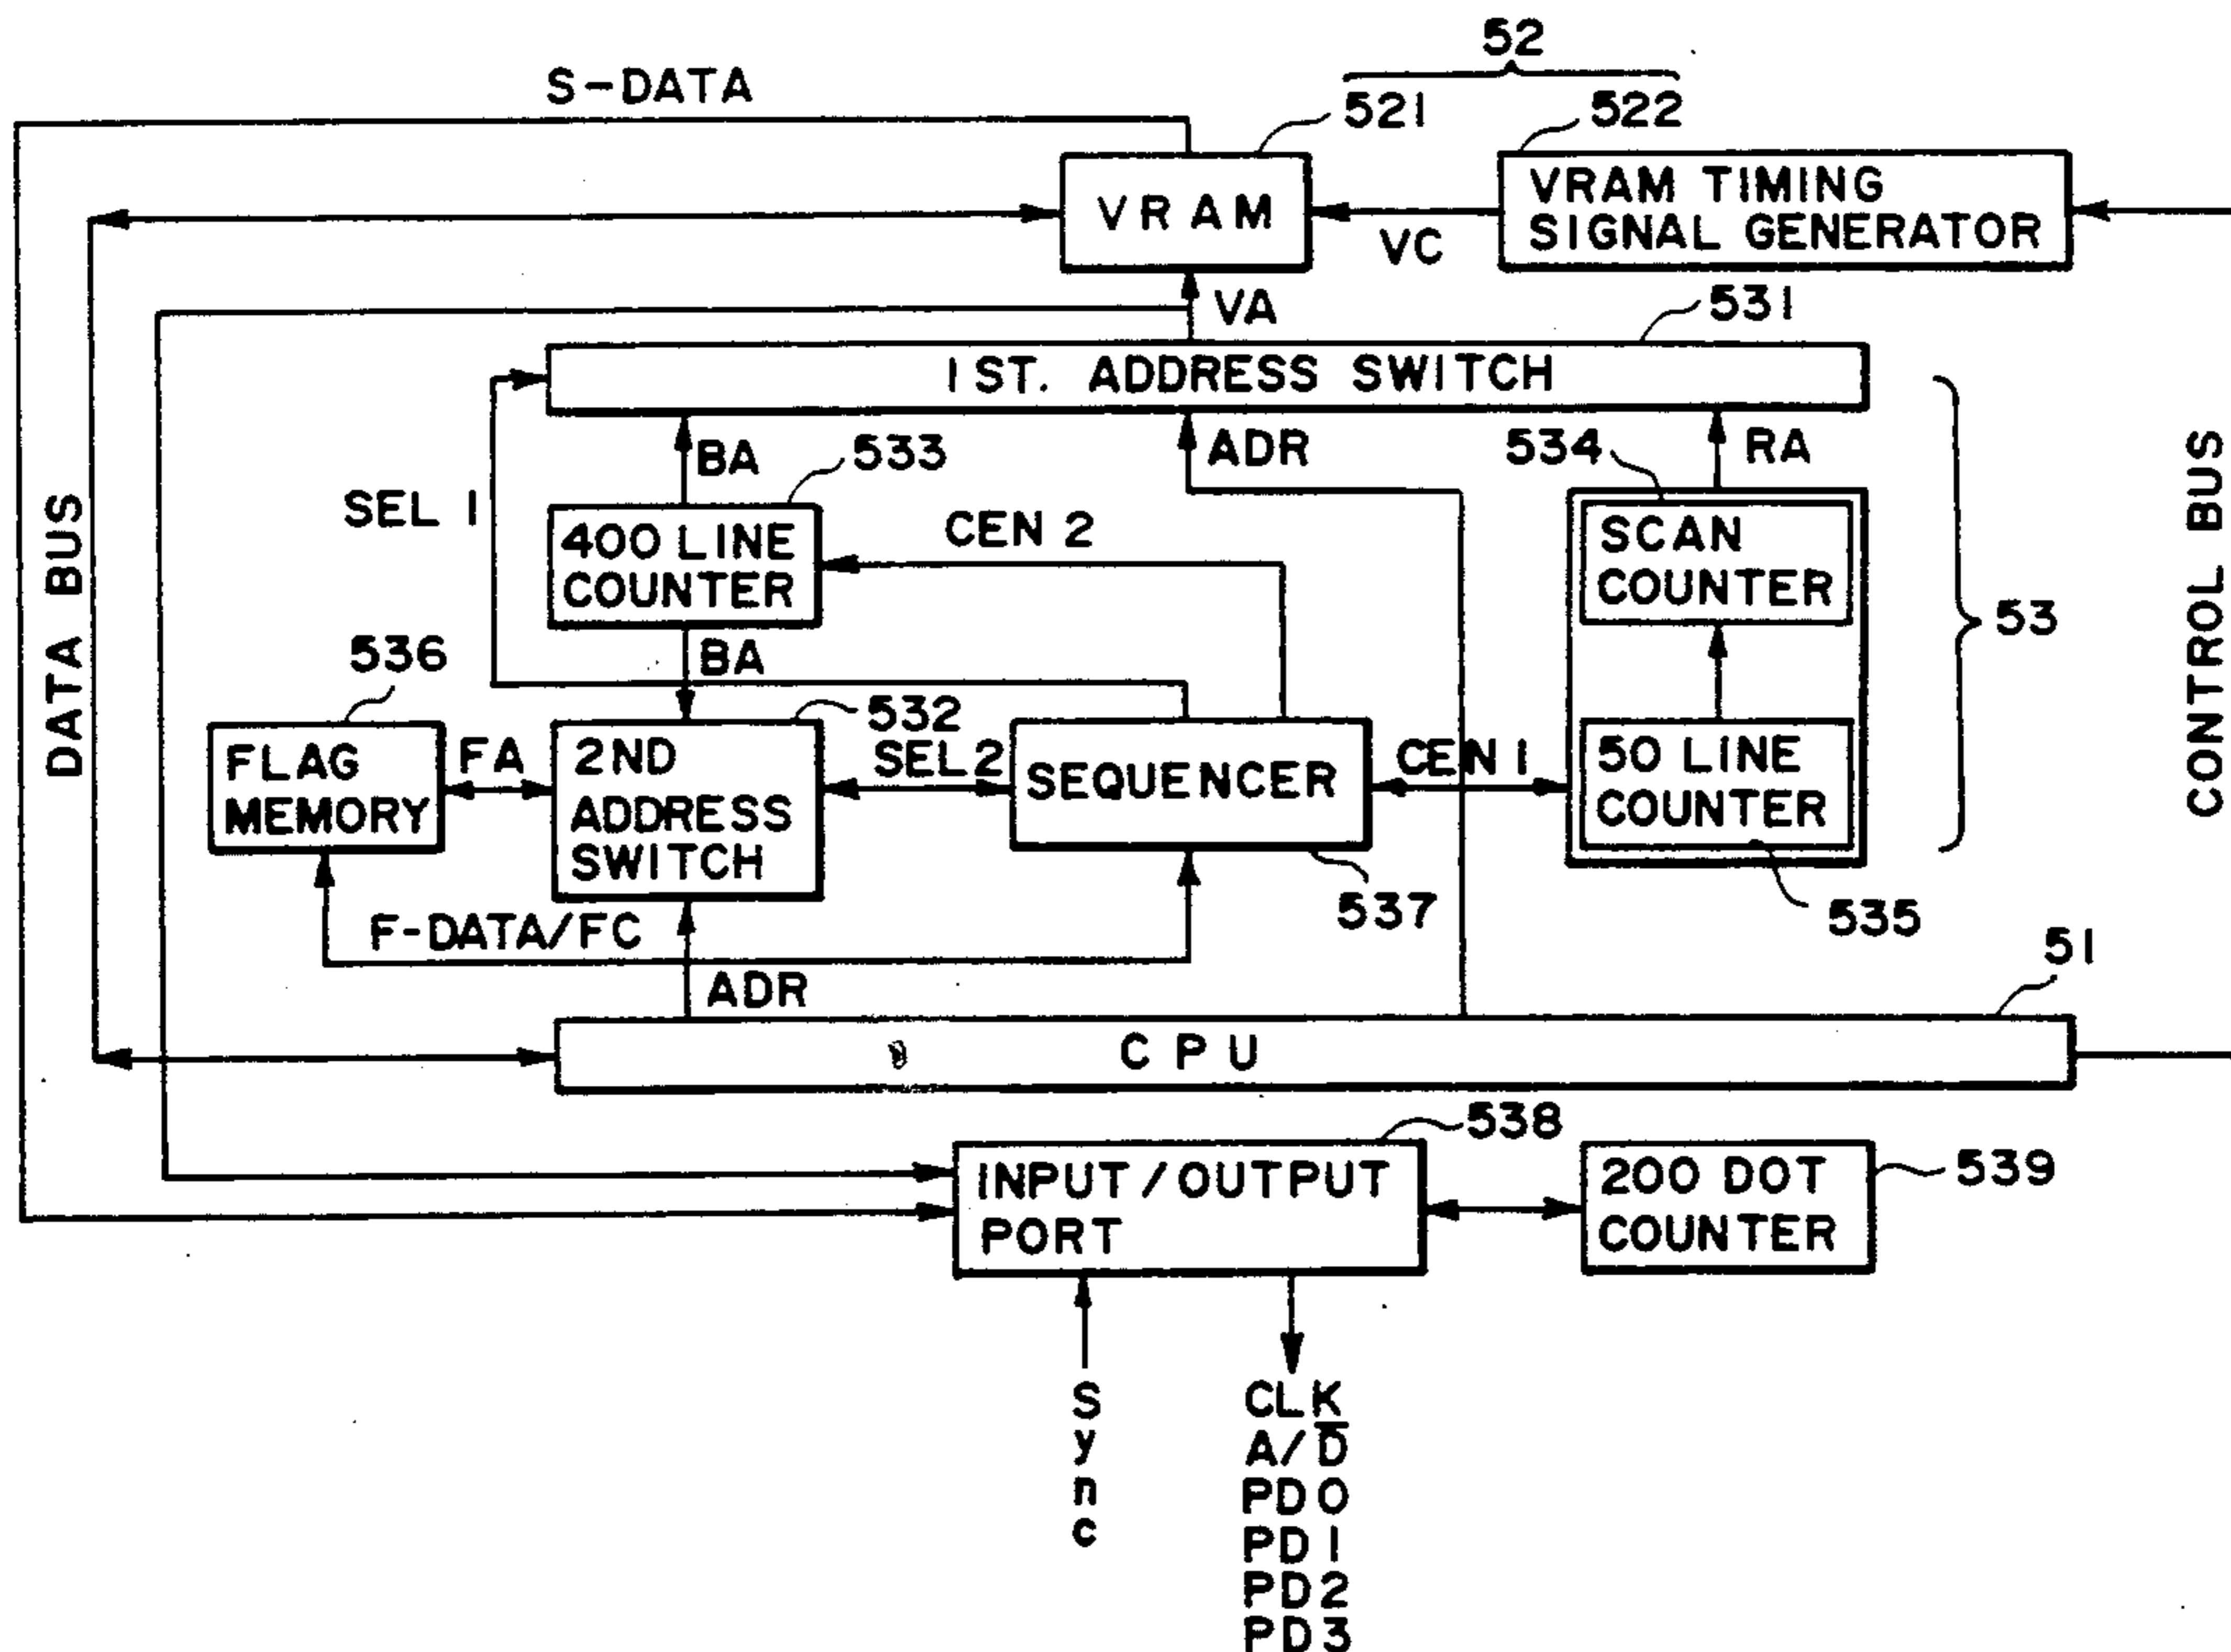 52
S-DATA
521
522
VRAM
VRAM TIMING
SIGNAL GENERATOR
VC
VA
531
1ST. ADDRESS SWITCH
BA
533
ADR
534
RA
SEL 1
400 LINE
COUNTER
CEN 2
SCAN
COUNTER
DATA BUS
CONTROL BUS
53
536
BA
532
FLAG
MEMORY
FA
2ND
ADDRESS
SWITCH
SEL2
SEQUENCER
CEN 1
50 LINE
COUNTER
537
535
F-DATA/FC
ADR
51
CPU
538
INPUT/OUTPUT
PORT
200 DOT
COUNTER
539
Sync
CLK
A/D̅
PD0
PD1
PD2
PD3